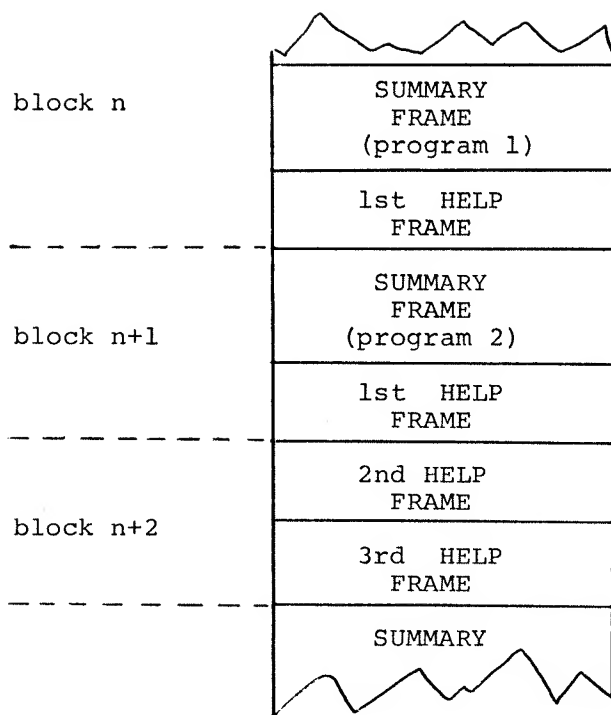 block n
SUMMARY
FRAME
(program 1)
1st HELP
FRAME
block n+1
SUMMARY
FRAME
(program 2)
1st HELP
FRAME
block n+2
2nd HELP
FRAME
3rd HELP
FRAME
SUMMARY